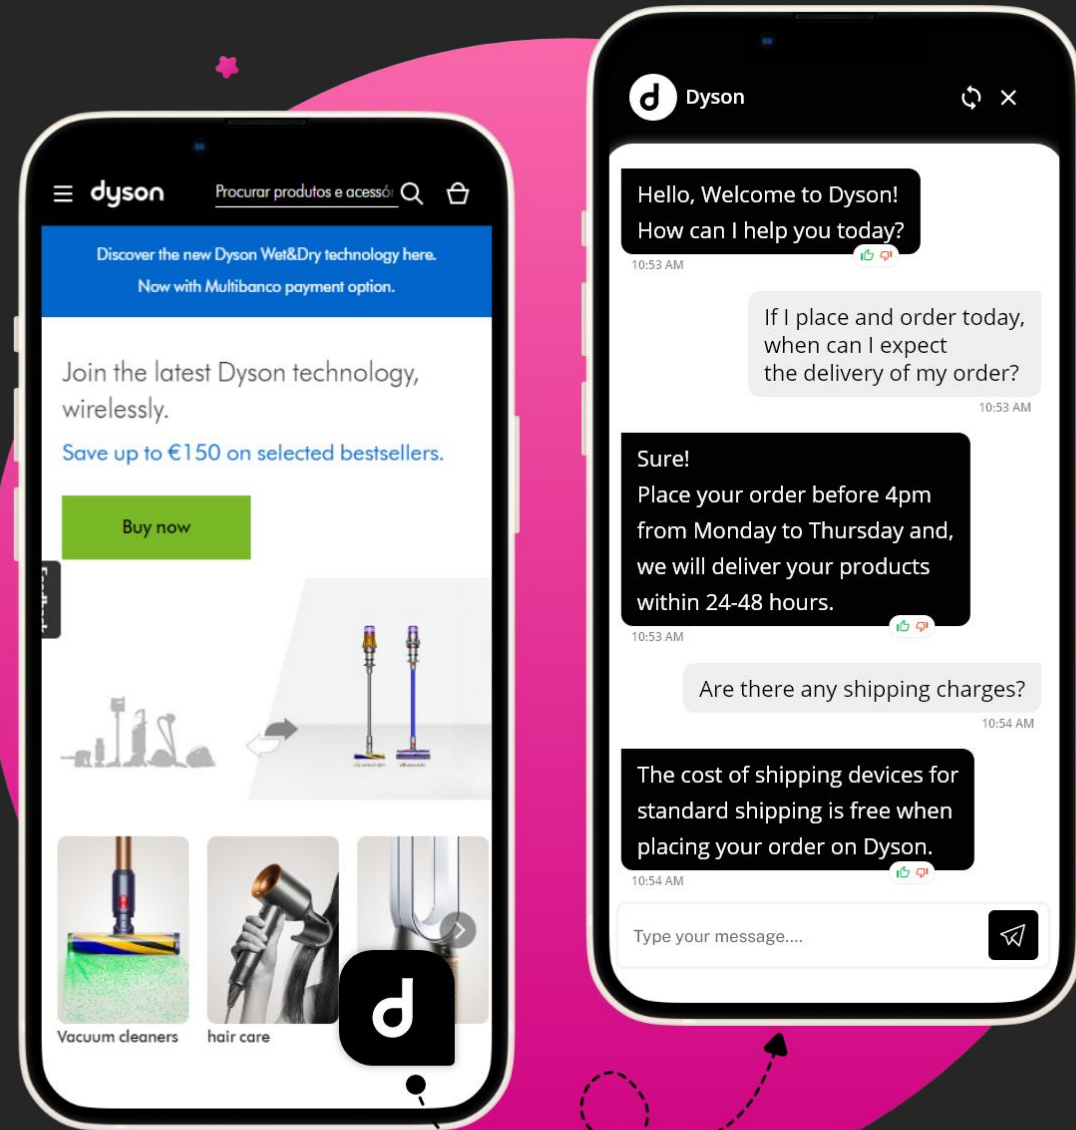 dyson
Procurar produtos e acessór
Discover the new Dyson Wet&Dry technology here.
Now with Multibanco payment option.
Join the latest Dyson technology,
wirelessly.
Save up to €150 on selected bestsellers.
Buy now
Feedback
Vacuum cleaners
hair care
d
d
Dyson
Hello, Welcome to Dyson!
How can I help you today?
10:53 AM
If I place and order today,
when can I expect
the delivery of my order?
10:53 AM
Sure!
Place your order before 4pm
from Monday to Thursday and,
we will deliver your products
within 24-48 hours.
10:53 AM
Are there any shipping charges?
10:54 AM
The cost of shipping devices for
standard shipping is free when
placing your order on Dyson.
10:54 AM
Type your message....